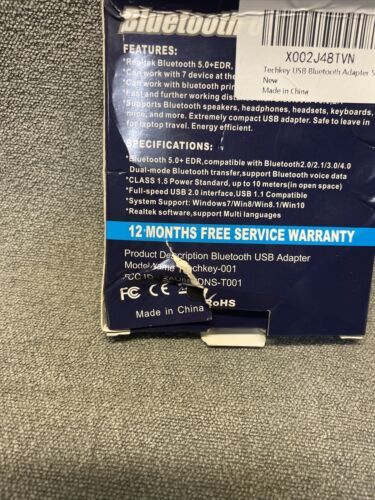 Bluetooth
X002J48TVN
Techkey USB Bluetooth Adapter
New
Made in China
FEATURES:
*Realtek Bluetooth 5.0+EDR,
*Can work with 7 device at the
*Can work with bluetooth
Fast and further working
*Supports Bluetooth speakers, headphones, headsets, keyboards,
mice, and more. Extremely compact USB adapter. Safe to leave in
for laptop travel. Energy efficient.
SPECIFICATIONS:
*Bluetooth 5.0+ EDR,compatible with Bluetooth2.0/2.1/3.0/4.0
Dual-mode Bluetooth transfer,support Bluetooth voice data
*CLASS 1.5 Power Standard, up to 10 meters(in open space)
*Full-speed USB 2.0 interface,USB 1.1 Compatible
*System Support: Windows7/Win8/Win8.1/Win10
*Realtek software,support Multi languages
12 MONTHS FREE SERVICE WARRANTY
Product Description Bluetooth USB Adapter
Model Name Techkey-001
DNS-T001
FC CE RoHS
Made in China